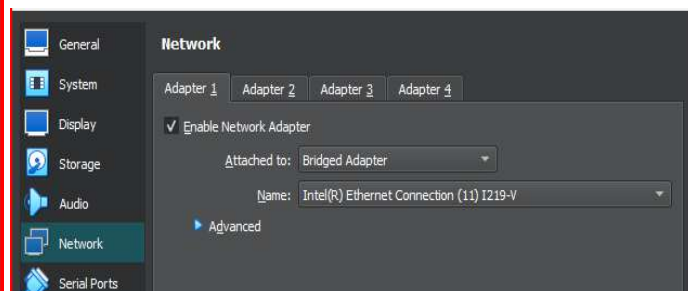 General
System
Display
Storage
Audio
Network
Serial Ports
Network
Adapter 1 Adapter 2 Adapter 3 Adapter 4
Enable Network Adapter
Attached to: Bridged Adapter
Name: Intel(R) Ethernet Connection (11) I219-V
Advanced